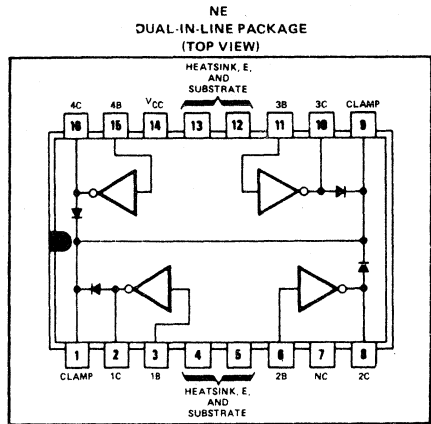 NE
DUAL-IN-LINE PACKAGE
(TOP VIEW)
HEATSINK, E,
AND
SUBSTRATE
4C 4B VCC 3B 3C CLAMP
16 15 14 13 12 11 10 9
1 2 3 4 5 6 7 8
CLAMP 1C 1B 2B NC 2C
HEATSINK, E,
AND
SUBSTRATE